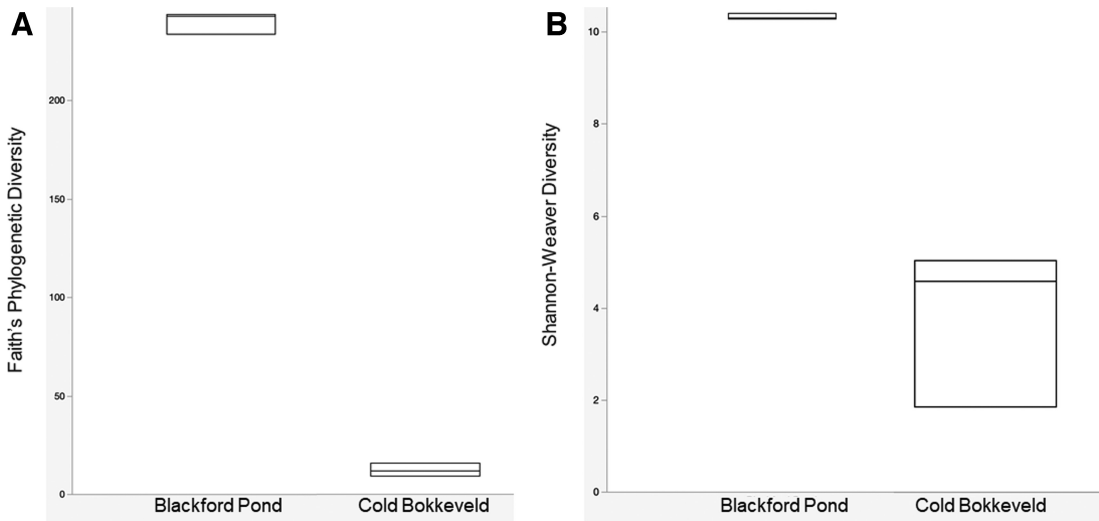 A
Faith's Phylogenetic Diversity
200
150
100
50
0
Blackford Pond Cold Bokkeveld
B
Shannon-Weaver Diversity
10
8
6
4
2
0
Blackford Pond Cold Bokkeveld